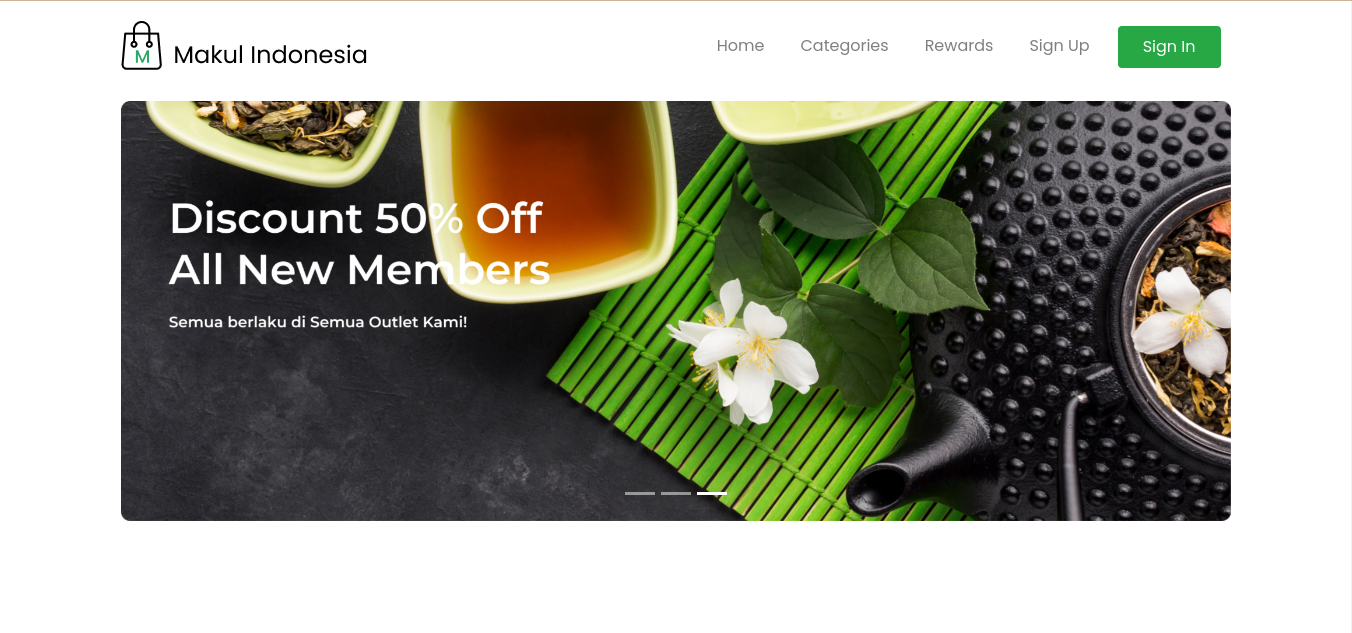 M
Makul Indonesia
Home
Categories
Rewards
Sign Up
Sign In
Discount 50% Off
All New Members
Semua berlaku di Semua Outlet Kami!